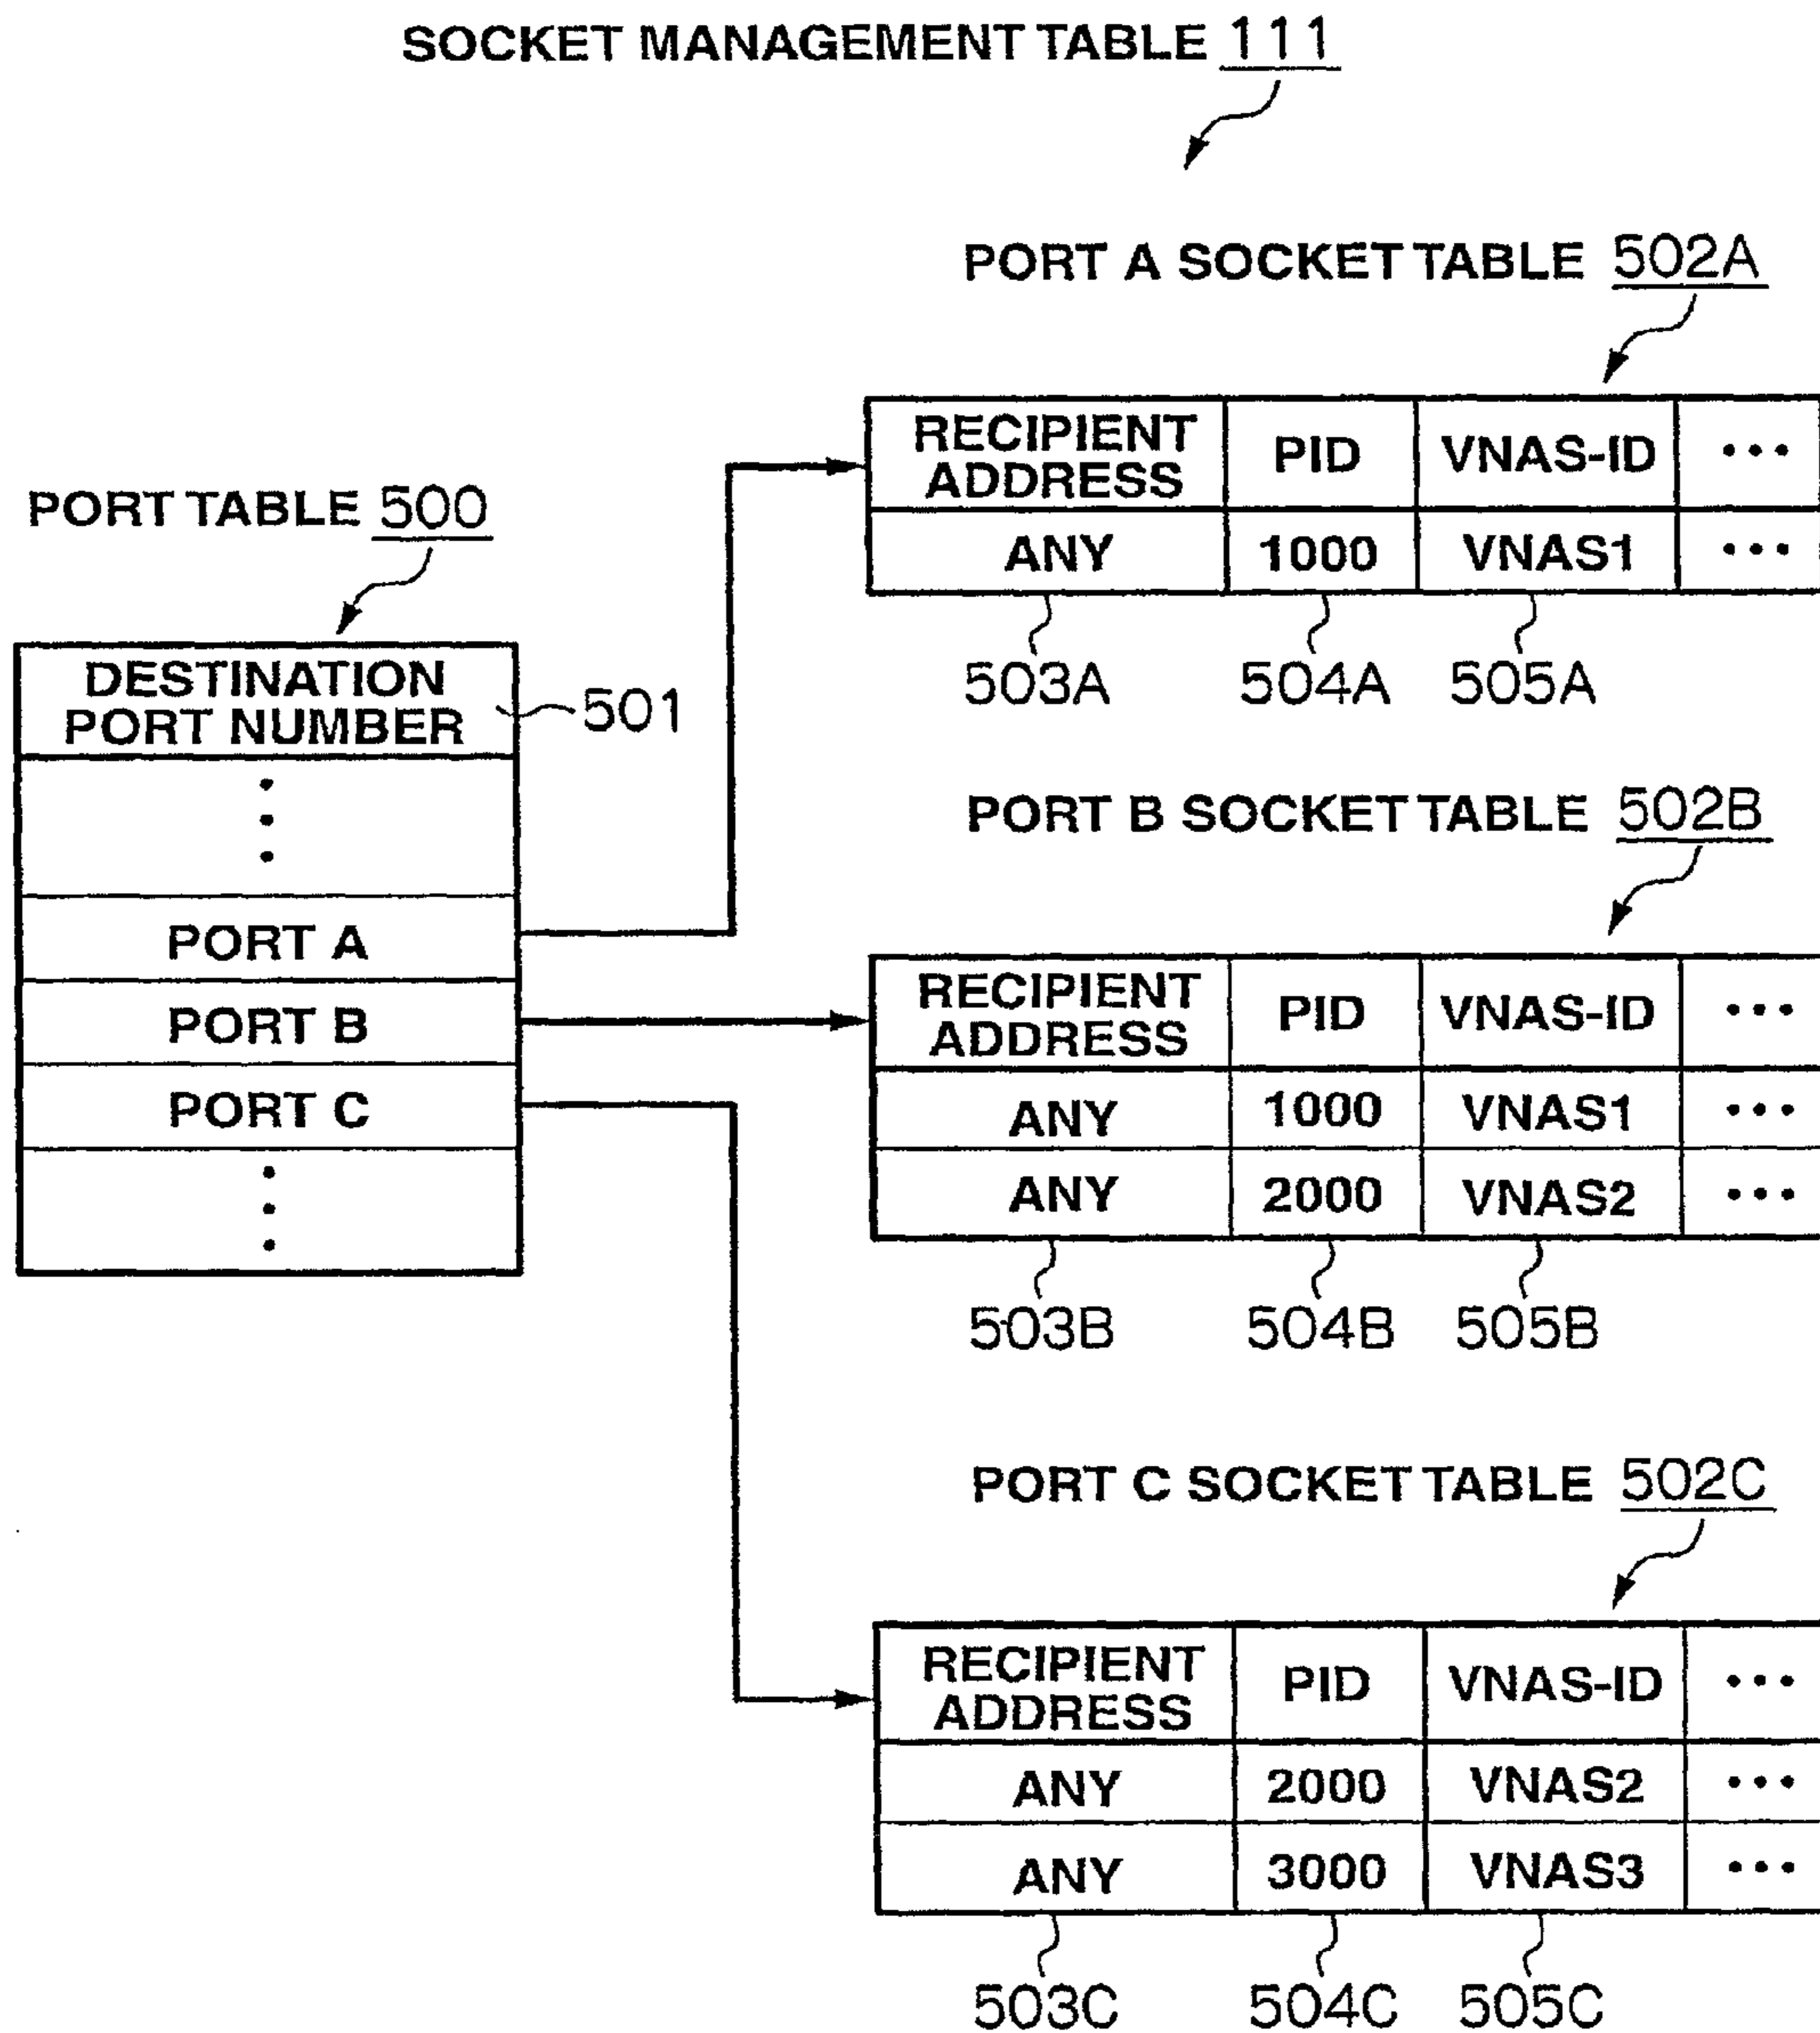 SOCKET MANAGEMENT TABLE 111
PORT A SOCKET TABLE 502A
RECIPIENT ADDRESS PID VNAS-ID •••
ANY 1000 VNAS1 •••
503A 504A 505A
PORT TABLE 500
DESTINATION
PORT NUMBER
501
PORT A
PORT B
PORT C
PORT B SOCKET TABLE 502B
RECIPIENT ADDRESS PID VNAS-ID •••
ANY 1000 VNAS1 •••
ANY 2000 VNAS2 •••
503B 504B 505B
PORT C SOCKET TABLE 502C
RECIPIENT ADDRESS PID VNAS-ID •••
ANY 2000 VNAS2 •••
ANY 3000 VNAS3 •••
503C 504C 505C